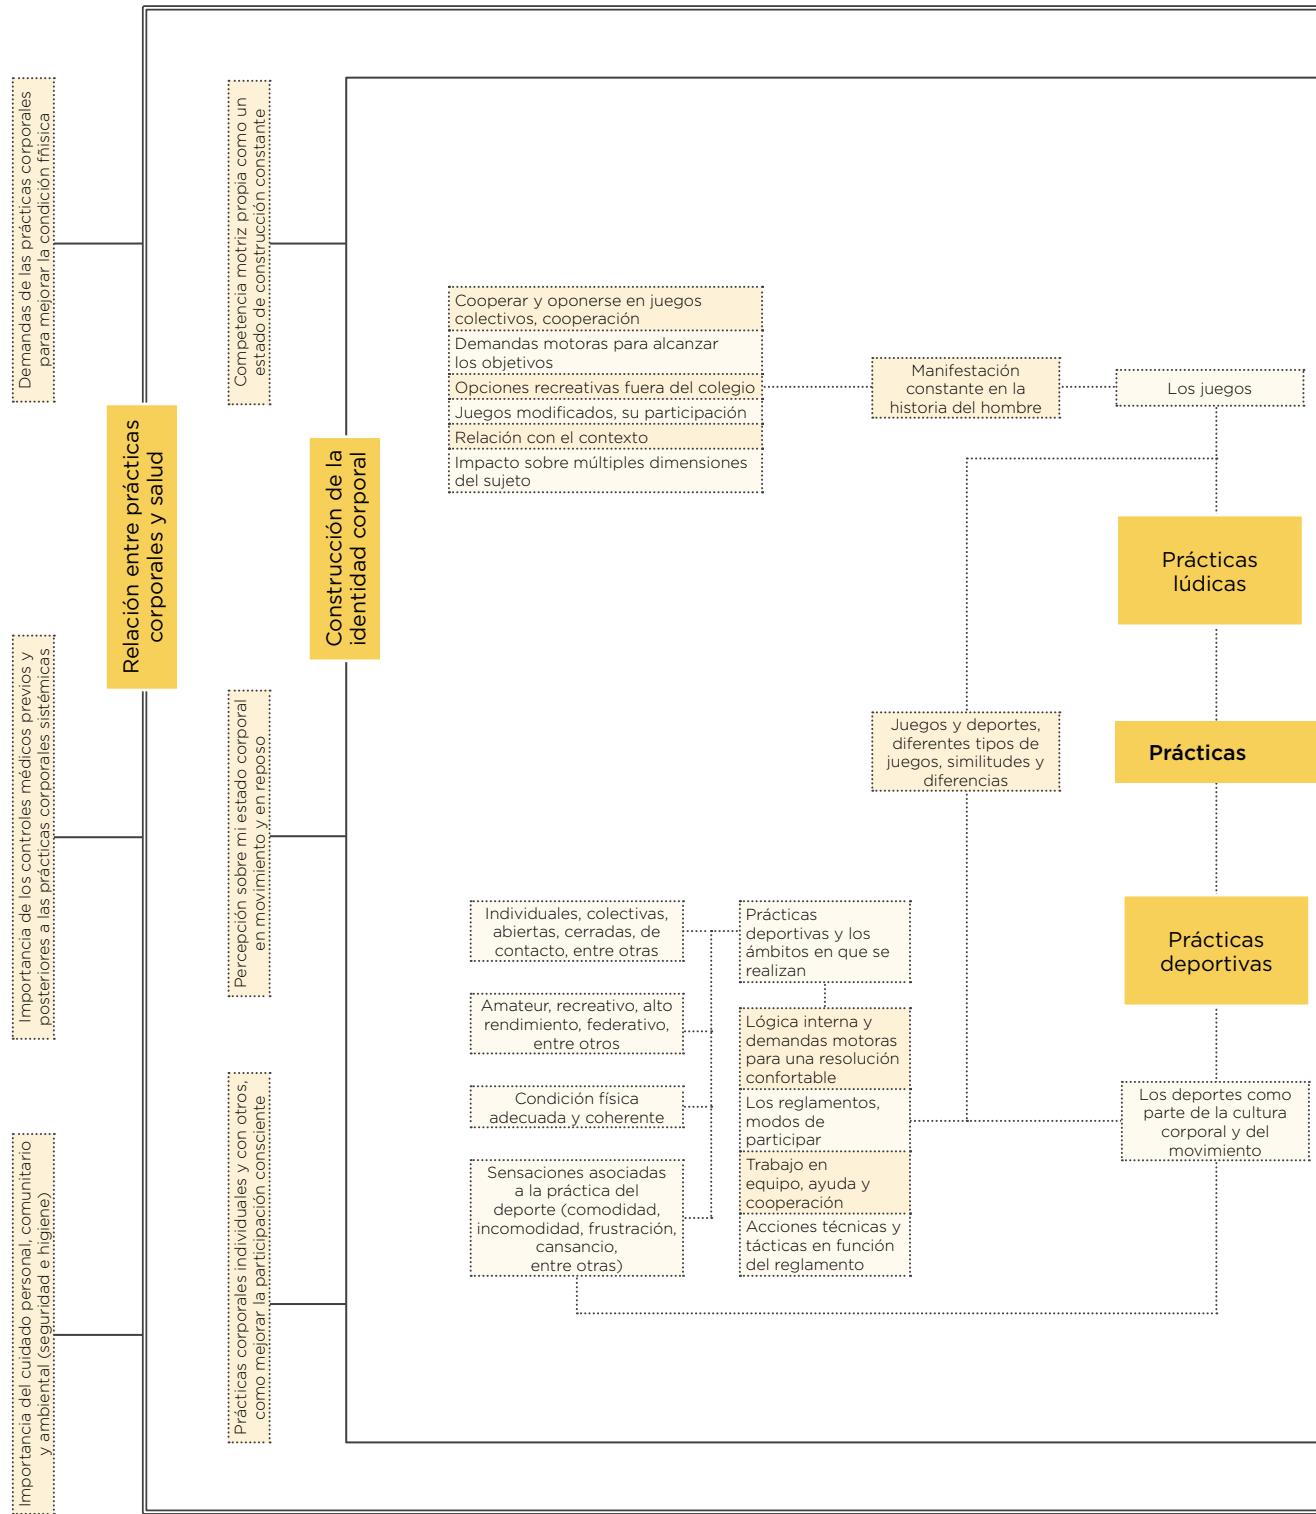 Demandas de las prácticas corporales
para mejorar la condición fñisica
Importancia de los controles médicos previos y
posteriores a las prácticas corporales sistémicas
Importancia del cuidado personal, comunitario
y ambiental (seguridad e higiene)
Relación entre prácticas
corporales y salud
Competencia motriz propia como un
estado de construcción constante
Percepción sobre mi estado corporal
en movimiento y en reposo
Prácticas corporales individuales y con otros,
como mejorar la participación consciente
Construcción de la
identidad corporal
Cooperar y oponerse en juegos
colectivos, cooperación
Demandas motoras para alcanzar
los objetivos
Opciones recreativas fuera del colegio
Juegos modificados, su participación
Relación con el contexto
Impacto sobre múltiples dimensiones
del sujeto
Manifestación
constante en la
historia del hombre
Los juegos
Prácticas
lúdicas
Juegos y deportes,
diferentes tipos de
juegos, similitudes y
diferencias
Prácticas
Prácticas
deportivas
Individuales, colectivas,
abiertas, cerradas, de
contacto, entre otras
Amateur, recreativo, alto
rendimiento, federativo,
entre otros
Condición física
adecuada y coherente
Sensaciones asociadas
a la práctica del
deporte (comodidad,
incomodidad, frustración,
cansancio,
entre otras)
Prácticas
deportivas y los
ámbitos en que se
realizan
Lógica interna y
demandas motoras
para una resolución
confortable
Los reglamentos,
modos de
participar
Trabajo en
equipo, ayuda y
cooperación
Acciones técnicas y
tácticas en función
del reglamento
Los deportes como
parte de la cultura
corporal y del
movimiento